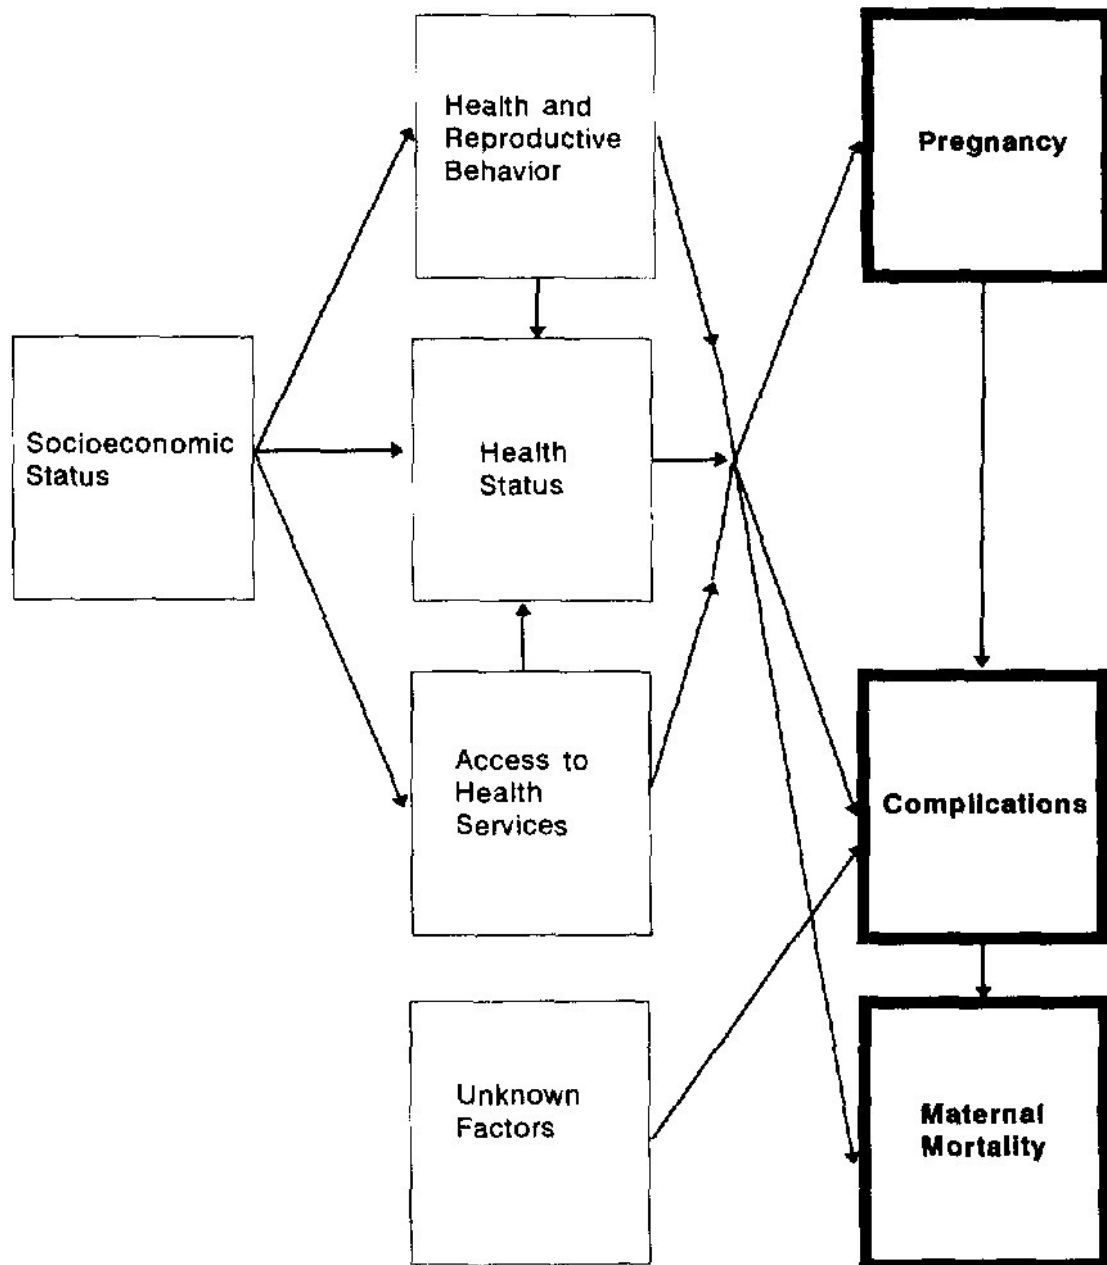 Health and
Reproductive
Behavior
Pregnancy
Socioeconomic
Status
Health
Status
Access to
Health
Services
Complications
Unknown
Factors
Maternal
Mortality